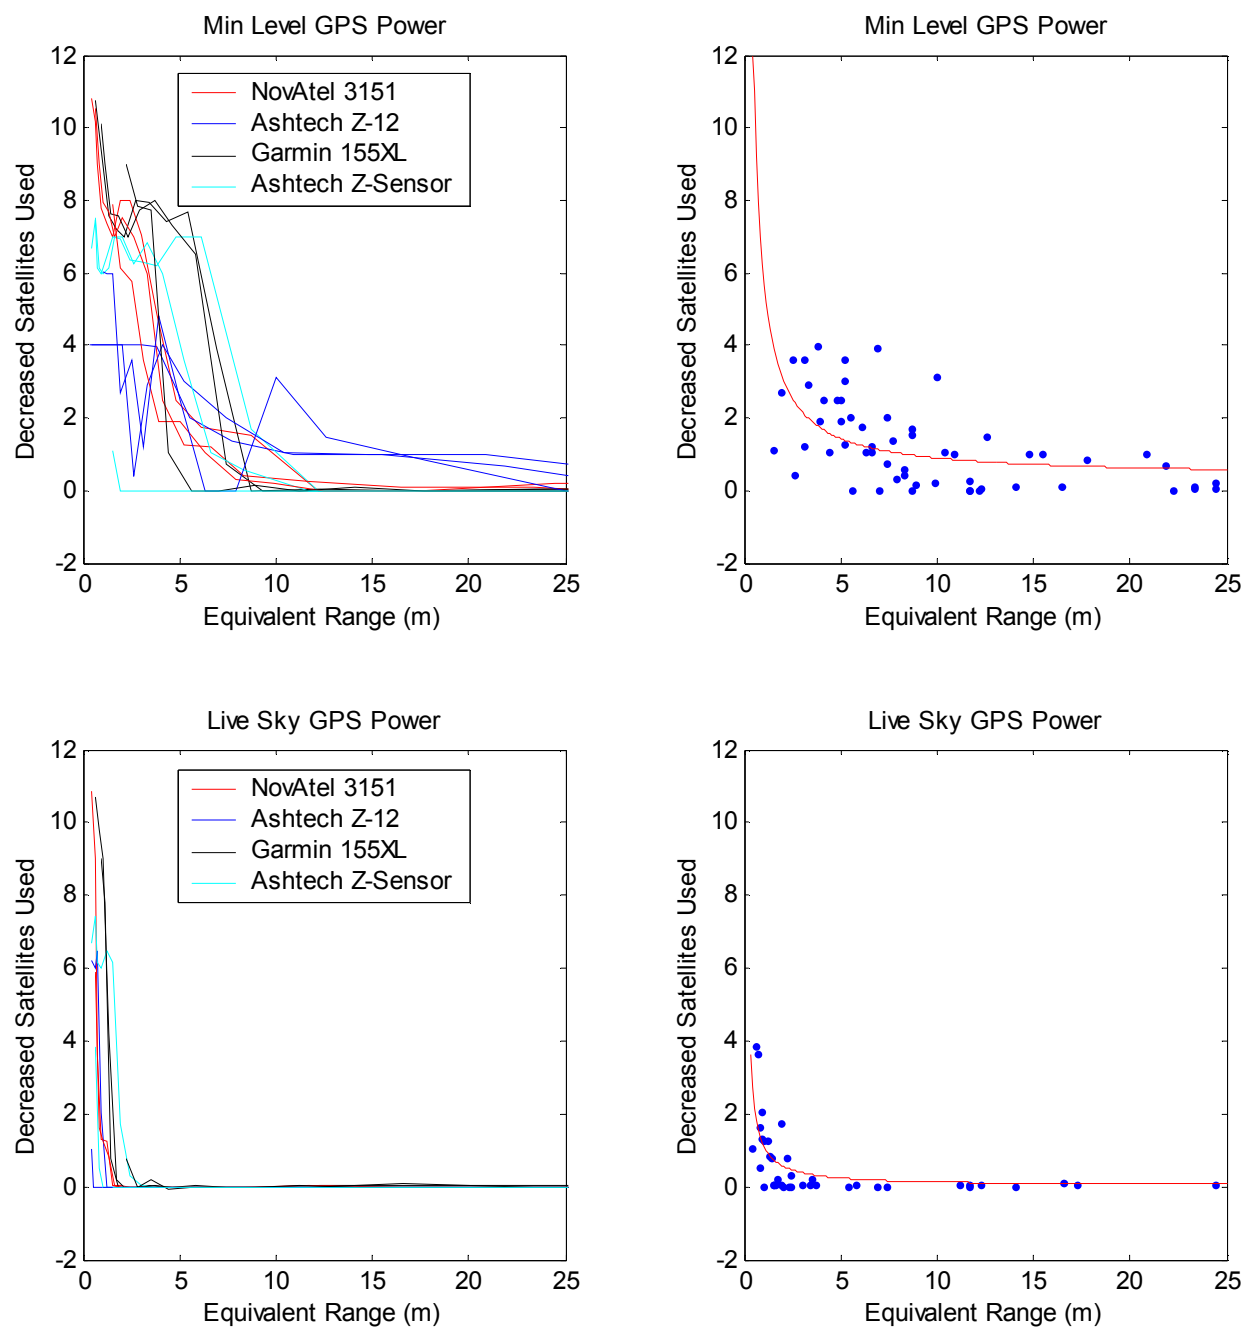 Min Level GPS Power
12
10
8
6
4
2
0
-2
Decreased Satellites Used
NovAtel 3151
Ashtech Z-12
Garmin 155XL
Ashtech Z-Sensor
0 5 10 15 20 25
Equivalent Range (m)
Min Level GPS Power
12
10
8
6
4
2
0
-2
Decreased Satellites Used
0 5 10 15 20 25
Equivalent Range (m)
Live Sky GPS Power
12
10
8
6
4
2
0
-2
Decreased Satellites Used
NovAtel 3151
Ashtech Z-12
Garmin 155XL
Ashtech Z-Sensor
0 5 10 15 20 25
Equivalent Range (m)
Live Sky GPS Power
12
10
8
6
4
2
0
-2
Decreased Satellites Used
0 5 10 15 20 25
Equivalent Range (m)